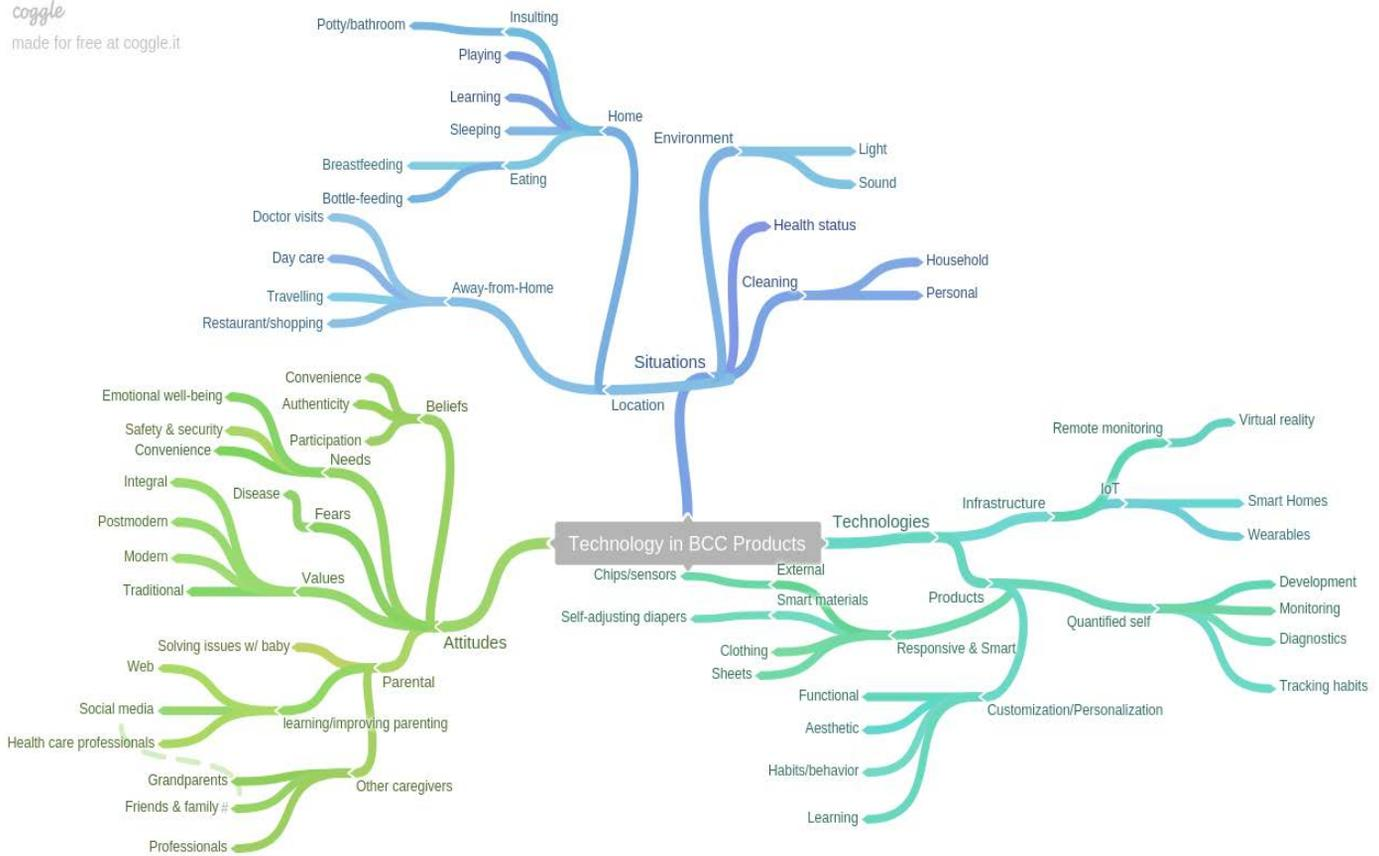 coggle
made for free at coggle.it
Potty/bathroom
Insulting
Playing
Learning
Sleeping
Breastfeeding
Eating
Bottle-feeding
Home
Environment
Light
Sound
Doctor visits
Day care
Travelling
Restaurant/shopping
Away-from-Home
Health status
Cleaning
Household
Personal
Situations
Location
Convenience
Authenticity
Participation
Beliefs
Emotional well-being
Safety & security
Convenience
Needs
Disease
Fears
Integral
Postmodern
Modern
Traditional
Values
Attitudes
Solving issues w/ baby
Parental
Web
Social media
Health care professionals
learning/improving parenting
Grandparents
Friends & family #
Professionals
Other caregivers
Technology in BCC Products
Technologies
Infrastructure
IoT
Remote monitoring
Virtual reality
Smart Homes
Wearables
Products
Quantified self
Development
Monitoring
Diagnostics
Tracking habits
Chips/sensors
External
Self-adjusting diapers
Smart materials
Clothing
Sheets
Responsive & Smart
Functional
Aesthetic
Habits/behavior
Learning
Customization/Personalization